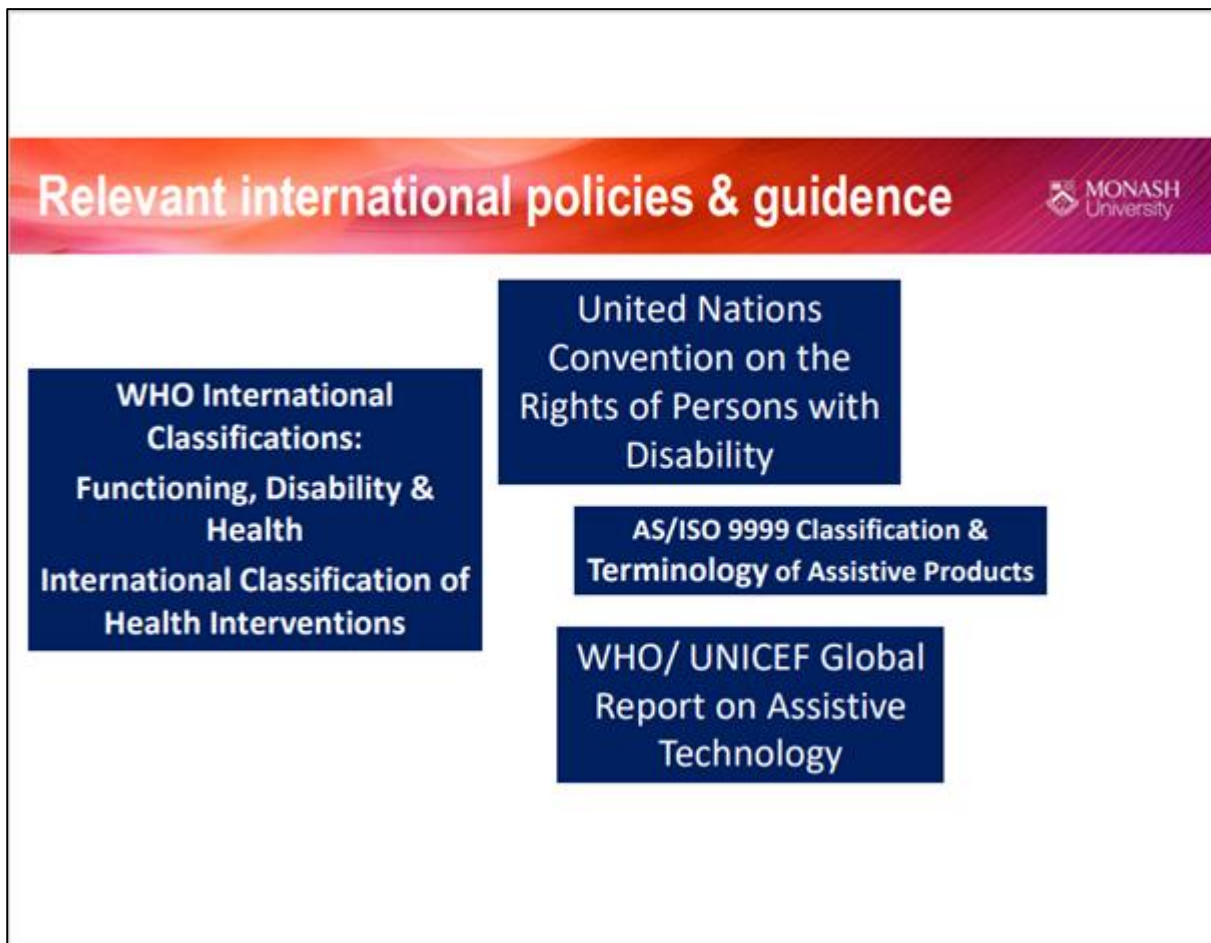 Relevant international policies & guidence
MONASH
University
WHO International
Classifications:
Functioning, Disability &
Health
International Classification of
Health Interventions
United Nations
Convention on the
Rights of Persons with
Disability
AS/ISO 9999 Classification &
Terminology of Assistive Products
WHO/ UNICEF Global
Report on Assistive
Technology